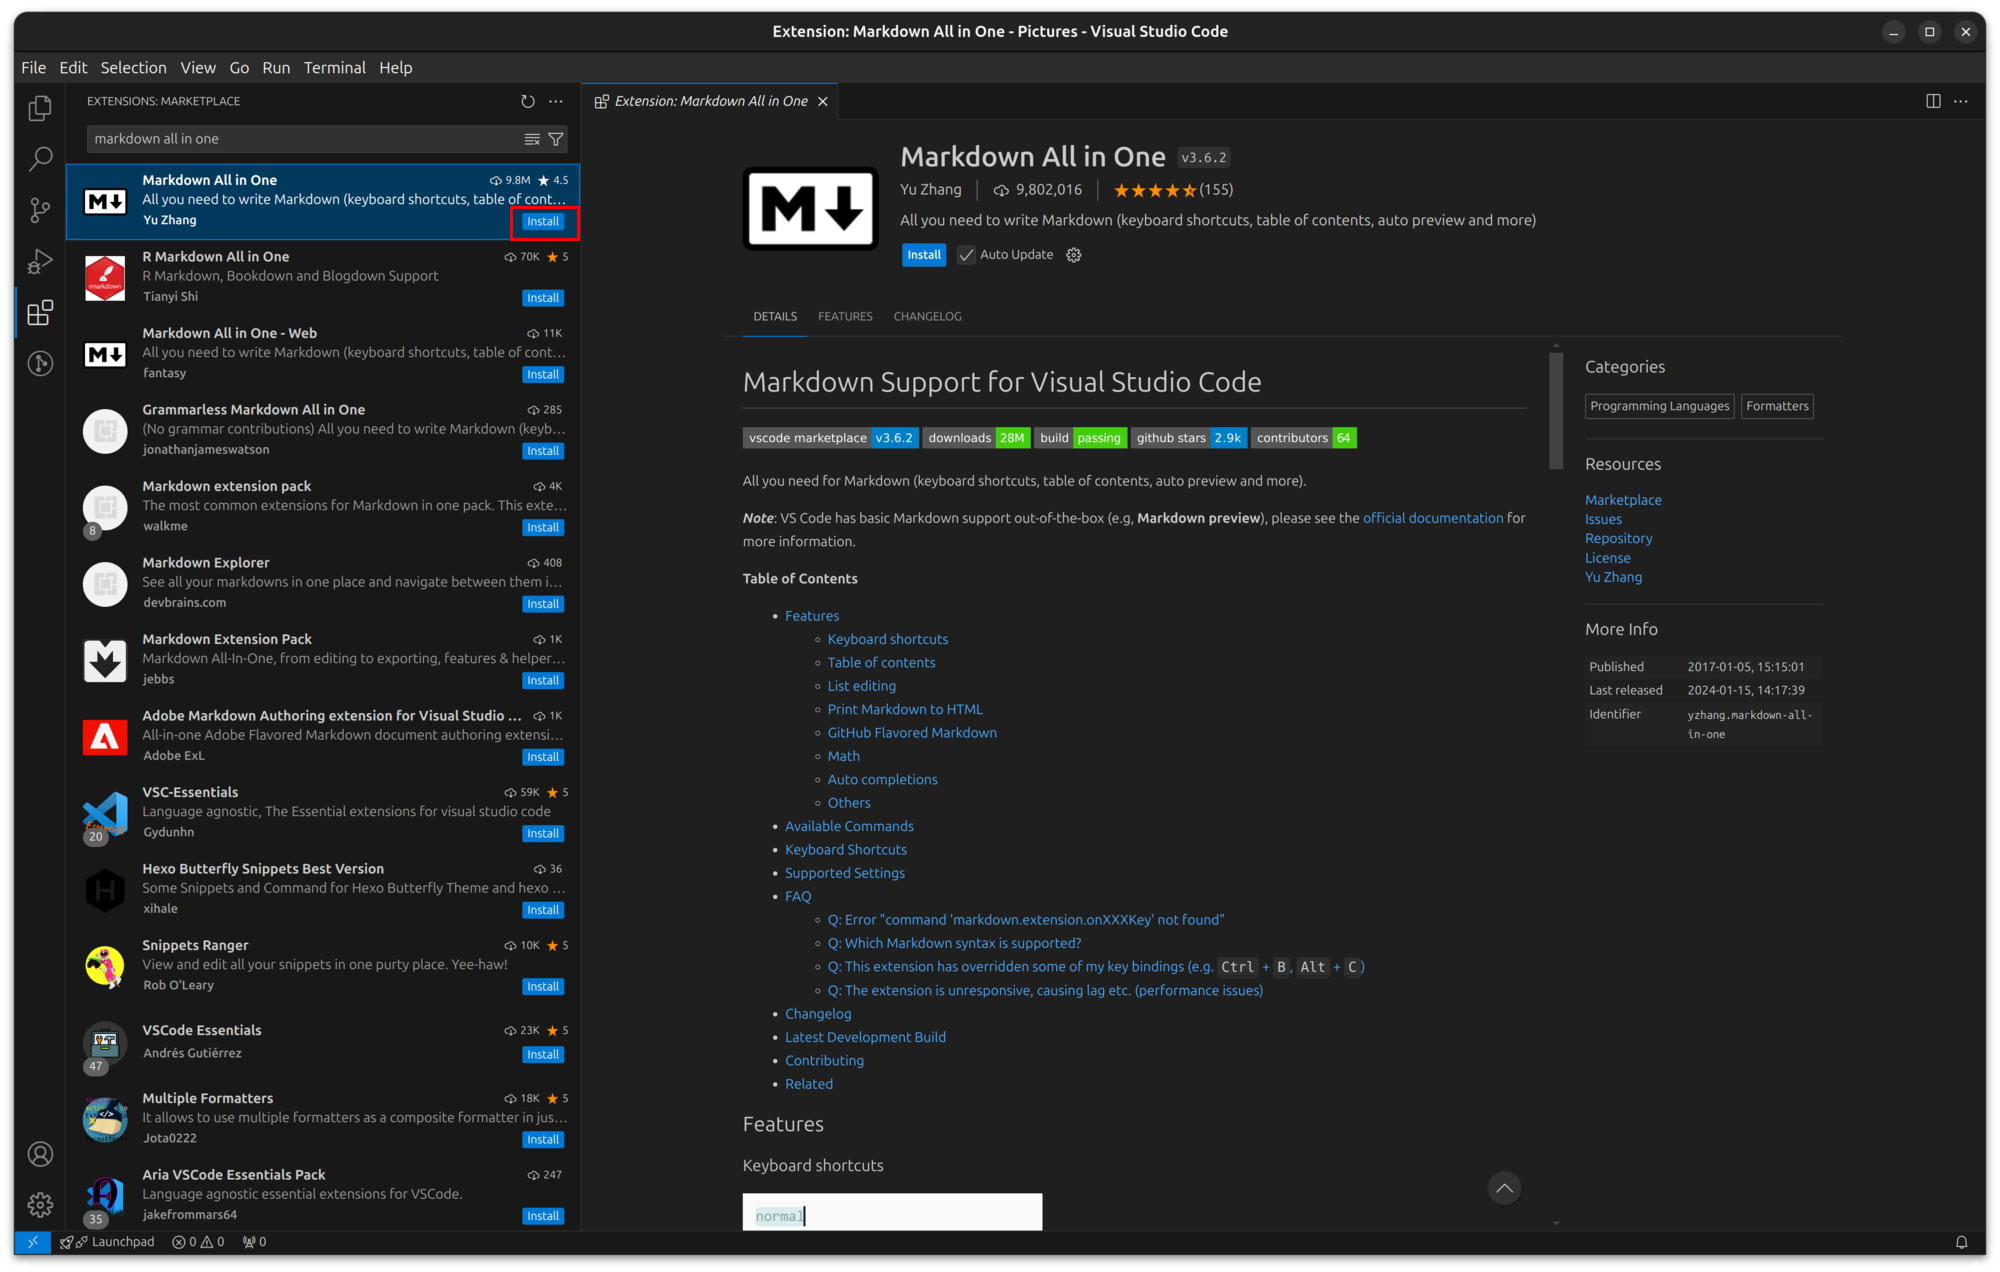 Extension: Markdown All in One - Pictures - Visual Studio Code
File Edit Selection View Go Run Terminal Help
EXTENSIONS: MARKETPLACE
markdown all in one
Markdown All in One 9.8M ★ 4.5
All you need to write Markdown (keyboard shortcuts, table of cont...
Yu Zhang Install
R Markdown All in One 70K ★ 5
R Markdown, Bookdown and Blogdown Support
Tianyi Shi Install
Markdown All in One - Web 11K
All you need to write Markdown (keyboard shortcuts, table of cont...
fantasy Install
Grammarless Markdown All in One 285
(No grammar contributions) All you need to write Markdown (keyb...
jonathanjameswatson Install
Markdown extension pack 4K
The most common extensions for Markdown in one pack. This exte...
8 walkme Install
Markdown Explorer 408
See all your markdowns in one place and navigate between them i...
devbrains.com Install
Markdown Extension Pack 1K
Markdown All-In-One, from editing to exporting, features & helper...
jebbs Install
Adobe Markdown Authoring extension for Visual Studio ... 1K
All-in-one Adobe Flavored Markdown document authoring extensi...
Adobe ExL Install
VSC-Essentials 59K ★ 5
Language agnostic, The Essential extensions for visual studio code
20 Gydunhn Install
Hexo Butterfly Snippets Best Version 36
Some Snippets and Command for Hexo Butterfly Theme and hexo ...
xihale Install
Snippets Ranger 10K ★ 5
View and edit all your snippets in one purty place. Yee-haw!
Rob O'Leary Install
VSCode Essentials 23K ★ 5
Andrés Gutiérrez Install
47
Multiple Formatters 18K ★ 5
It allows to use multiple formatters as a composite formatter in jus...
Jota0222 Install
Aria VSCode Essentials Pack 247
Language agnostic essential extensions for VSCode.
35 jakefrommars64 Install
Extension: Markdown All in One
Markdown All in One v3.6.2
Yu Zhang 9,802,016 (155)
All you need to write Markdown (keyboard shortcuts, table of contents, auto preview and more)
Install Auto Update
DETAILS FEATURES CHANGELOG
Markdown Support for Visual Studio Code
vscode marketplace v3.6.2 downloads 28M build passing github stars 2.9k contributors 64
All you need for Markdown (keyboard shortcuts, table of contents, auto preview and more).
Note: VS Code has basic Markdown support out-of-the-box (e.g, Markdown preview), please see the official documentation for
more information.
Table of Contents
Features
Keyboard shortcuts
Table of contents
List editing
Print Markdown to HTML
GitHub Flavored Markdown
Math
Auto completions
Others
Available Commands
Keyboard Shortcuts
Supported Settings
FAQ
Q: Error "command 'markdown.extension.onXXXKey' not found"
Q: Which Markdown syntax is supported?
Q: This extension has overridden some of my key bindings (e.g. Ctrl + B, Alt + C)
Q: The extension is unresponsive, causing lag etc. (performance issues)
Changelog
Latest Development Build
Contributing
Related
Features
Keyboard shortcuts
normal
Categories
Programming Languages Formatters
Resources
Marketplace
Issues
Repository
License
Yu Zhang
More Info
Published 2017-01-05, 15:15:01
Last released 2024-01-15, 14:17:39
Identifier yzhang.markdown-all-
in-one
Launchpad 0 0 0